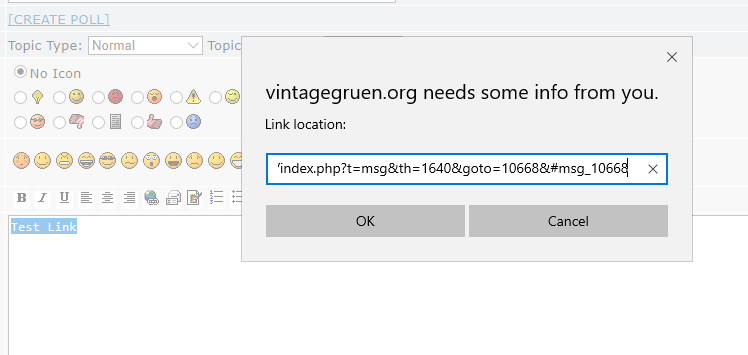 [CREATE POLL]
Topic Type: Normal Topic
No Icon
vintagegruen.org needs some info from you.
Link location:
/index.php?t=msg&th=1640&goto=10668&#msg_10668
OK Cancel
B I U
Test Link